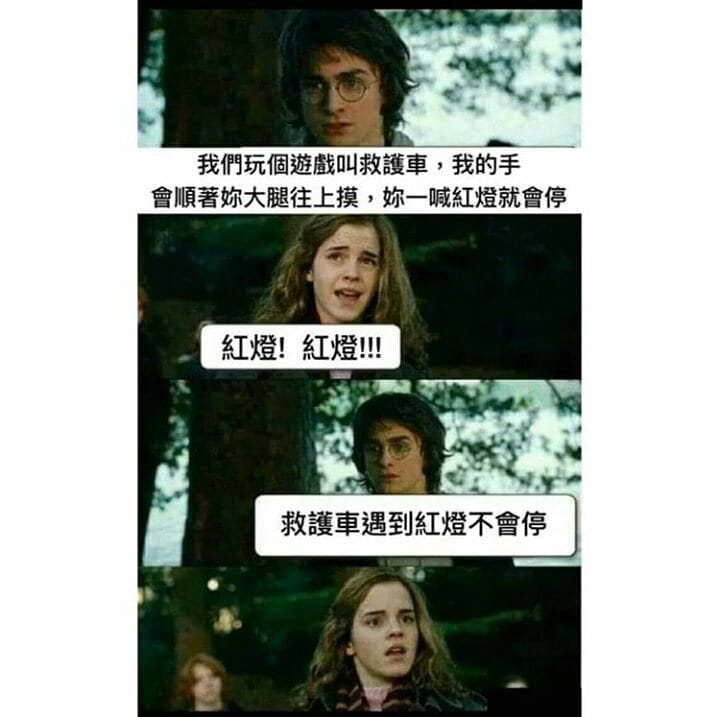 我們玩個遊戲叫救護車，我的手
會順著妳大腿往上摸，妳一喊紅燈就會停
紅燈! 紅燈!!!
救護車遇到紅燈不會停